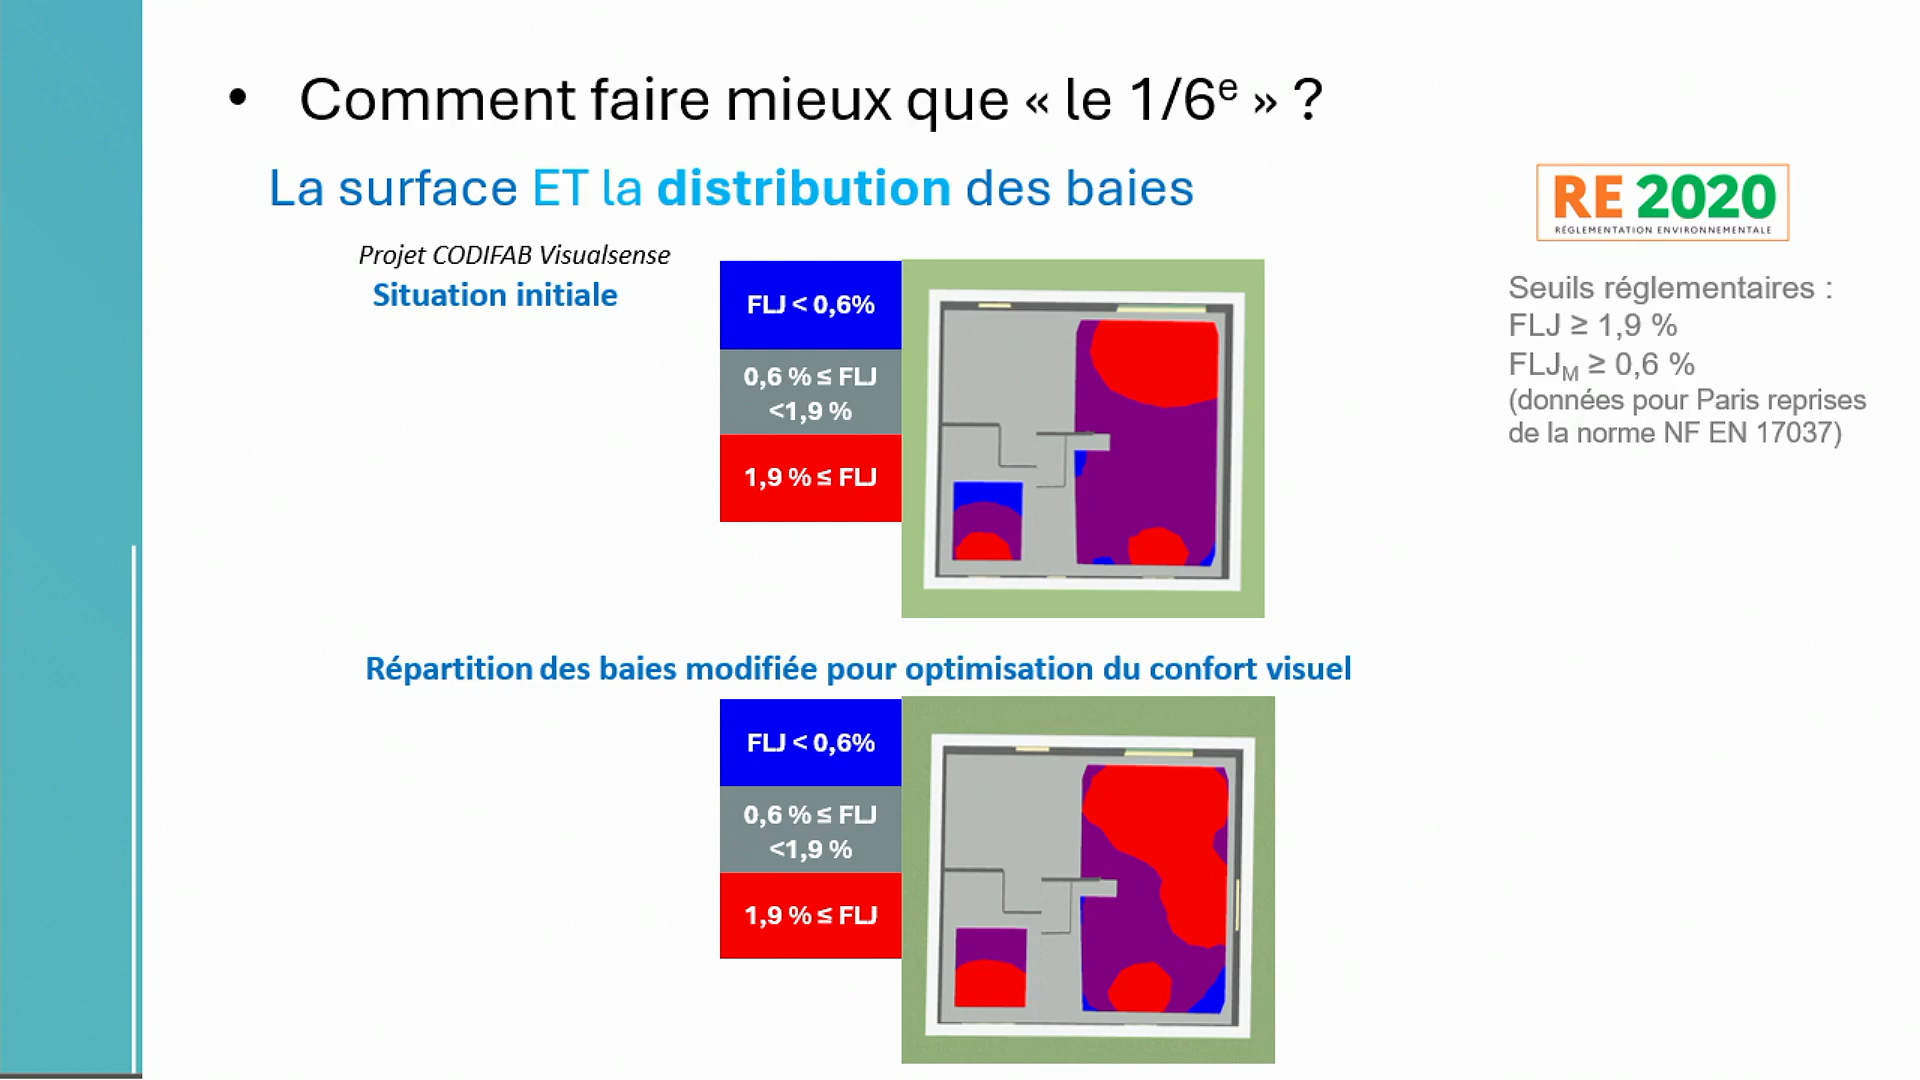 • Comment faire mieux que « le 1/6ᵉ » ?
La surface ET la distribution des baies
RE 2020
RÉGLEMENTATION ENVIRONNEMENTALE
Projet CODIFAB Visualsense
Situation initiale
FLJ < 0,6%
0,6 % ≤ FLJ
<1,9 %
1,9 % ≤ FLJ
Seuils réglementaires :
FLJ ≥ 1,9 %
FLJM ≥ 0,6 %
(données pour Paris reprises
de la norme NF EN 17037)
Répartition des baies modifiée pour optimisation du confort visuel
FLJ < 0,6%
0,6 % ≤ FLJ
<1,9 %
1,9 % ≤ FLJ